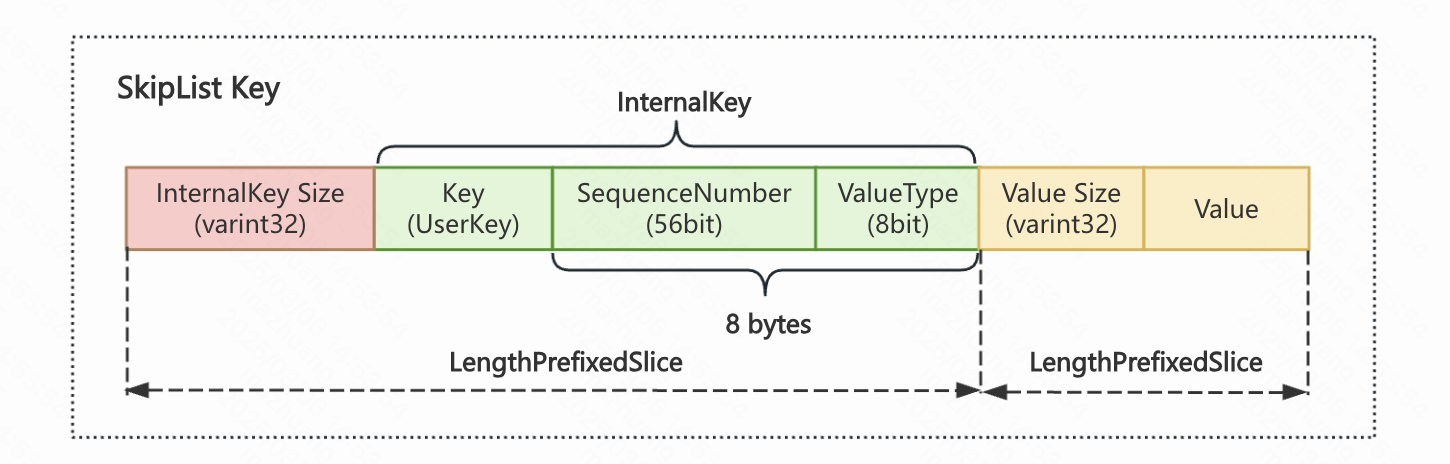 SkipList Key
InternalKey
InternalKey Size
(varint32)
Key
(UserKey)
SequenceNumber
(56bit)
ValueType
(8bit)
Value Size
(varint32)
Value
8 bytes
LengthPrefixedSlice
LengthPrefixedSlice